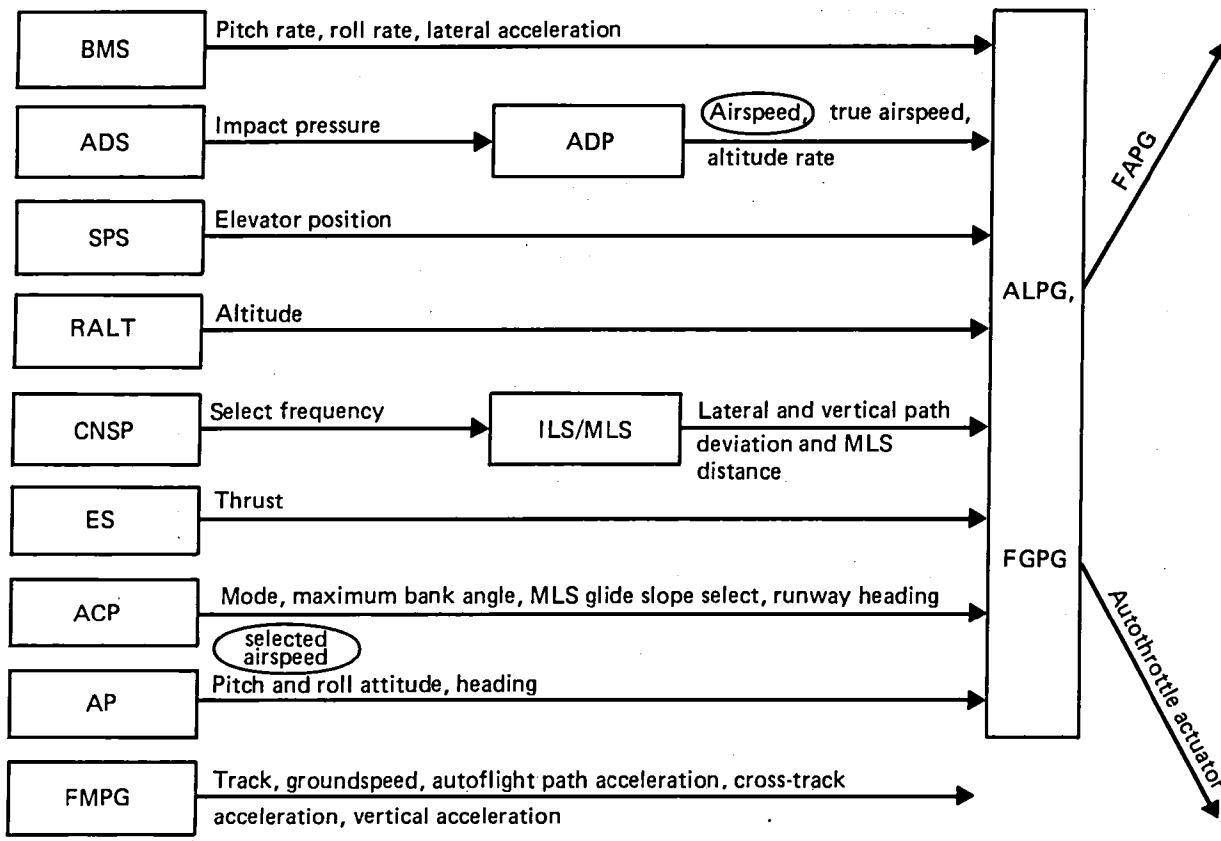 BMS
Pitch rate, roll rate, lateral acceleration
ADS
Impact pressure
ADP
Airspeed, true airspeed,
altitude rate
SPS
Elevator position
RALT
Altitude
CNSP
Select frequency
ILS/MLS
Lateral and vertical path
deviation and MLS
distance
ES
Thrust
ACP
Mode, maximum bank angle, MLS glide slope select, runway heading
selected
airspeed
AP
Pitch and roll attitude, heading
FMPG
Track, groundspeed, autoflight path acceleration, cross-track
acceleration, vertical acceleration
ALPG,
FGPG
FAPG
Autothrottle actuator